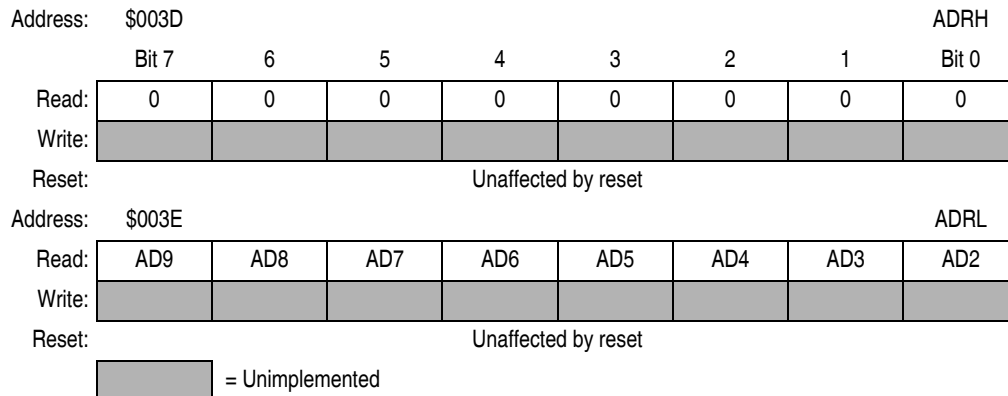 Address: $003D ADRH
Bit 7 6 5 4 3 2 1 Bit 0
Read: 0 0 0 0 0 0 0 0
Write:
Reset: Unaffected by reset
Address: $003E ADRL
Read: AD9 AD8 AD7 AD6 AD5 AD4 AD3 AD2
Write:
Reset: Unaffected by reset
= Unimplemented